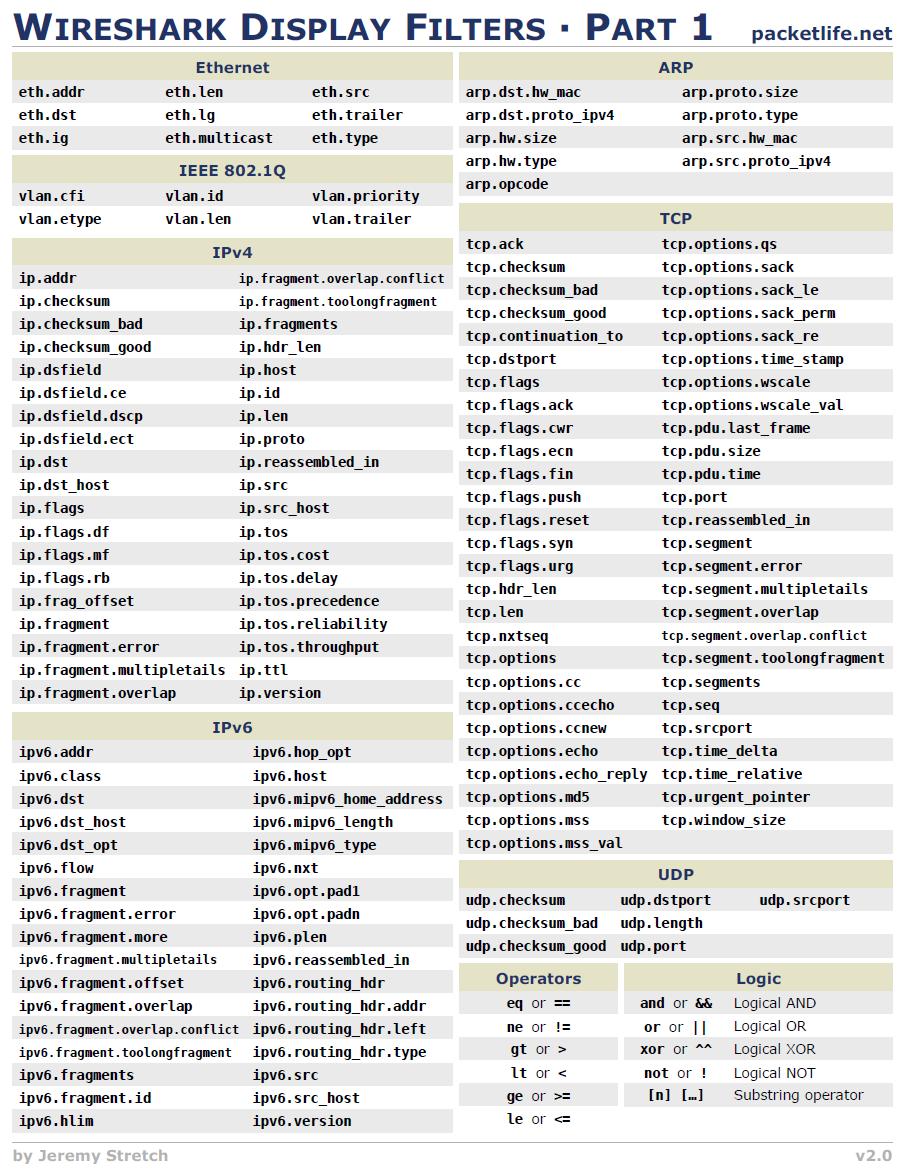 WIRESHARK DISPLAY FILTERS · PART 1 packetlife.net
Ethernet
eth.addr eth.len eth.src
eth.dst eth.lg eth.trailer
eth.ig eth.multicast eth.type
IEEE 802.1Q
vlan.cfi vlan.id vlan.priority
vlan.etype vlan.len vlan.trailer
IPv4
ip.addr ip.fragment.overlap.conflict
ip.checksum ip.fragment.toolongfragment
ip.checksum_bad ip.fragments
ip.checksum_good ip.hdr_len
ip.dsfield ip.host
ip.dsfield.ce ip.id
ip.dsfield.dscp ip.len
ip.dsfield.ect ip.proto
ip.dst ip.reassembled_in
ip.dst_host ip.src
ip.flags ip.src_host
ip.flags.df ip.tos
ip.flags.mf ip.tos.cost
ip.flags.rb ip.tos.delay
ip.frag_offset ip.tos.precedence
ip.fragment ip.tos.reliability
ip.fragment.error ip.tos.throughput
ip.fragment.multipletails ip.ttl
ip.fragment.overlap ip.version
IPv6
ipv6.addr ipv6.hop_opt
ipv6.class ipv6.host
ipv6.dst ipv6.mipv6_home_address
ipv6.dst_host ipv6.mipv6_length
ipv6.dst_opt ipv6.mipv6_type
ipv6.flow ipv6.nxt
ipv6.fragment ipv6.opt.pad1
ipv6.fragment.error ipv6.opt.padn
ipv6.fragment.more ipv6.plen
ipv6.fragment.multipletails ipv6.reassembled_in
ipv6.fragment.offset ipv6.routing_hdr
ipv6.fragment.overlap ipv6.routing_hdr.addr
ipv6.fragment.overlap.conflict ipv6.routing_hdr.left
ipv6.fragment.toolongfragment ipv6.routing_hdr.type
ipv6.fragments ipv6.src
ipv6.fragment.id ipv6.src_host
ipv6.hlim ipv6.version
ARP
arp.dst.hw_mac arp.proto.size
arp.dst.proto_ipv4 arp.proto.type
arp.hw.size arp.src.hw_mac
arp.hw.type arp.src.proto_ipv4
arp.opcode
TCP
tcp.ack tcp.options.qs
tcp.checksum tcp.options.sack
tcp.checksum_bad tcp.options.sack_le
tcp.checksum_good tcp.options.sack_perm
tcp.continuation_to tcp.options.sack_re
tcp.dstport tcp.options.time_stamp
tcp.flags tcp.options.wscale
tcp.flags.ack tcp.options.wscale_val
tcp.flags.cwr tcp.pdu.last_frame
tcp.flags.ecn tcp.pdu.size
tcp.flags.fin tcp.pdu.time
tcp.flags.push tcp.port
tcp.flags.reset tcp.reassembled_in
tcp.flags.syn tcp.segment
tcp.flags.urg tcp.segment.error
tcp.hdr_len tcp.segment.multipletails
tcp.len tcp.segment.overlap
tcp.nxtseq tcp.segment.overlap.conflict
tcp.options tcp.segment.toolongfragment
tcp.options.cc tcp.segments
tcp.options.ccecho tcp.seq
tcp.options.ccnew tcp.srcport
tcp.options.echo tcp.time_delta
tcp.options.echo_reply tcp.time_relative
tcp.options.md5 tcp.urgent_pointer
tcp.options.mss tcp.window_size
tcp.options.mss_val
UDP
udp.checksum udp.dstport udp.srcport
udp.checksum_bad udp.length
udp.checksum_good udp.port
Operators
eq or ==
ne or !=
gt or >
lt or <
ge or >=
le or <=
Logic
and or && Logical AND
or or || Logical OR
xor or ^^ Logical XOR
not or ! Logical NOT
[n] […] Substring operator
by Jeremy Stretch v2.0